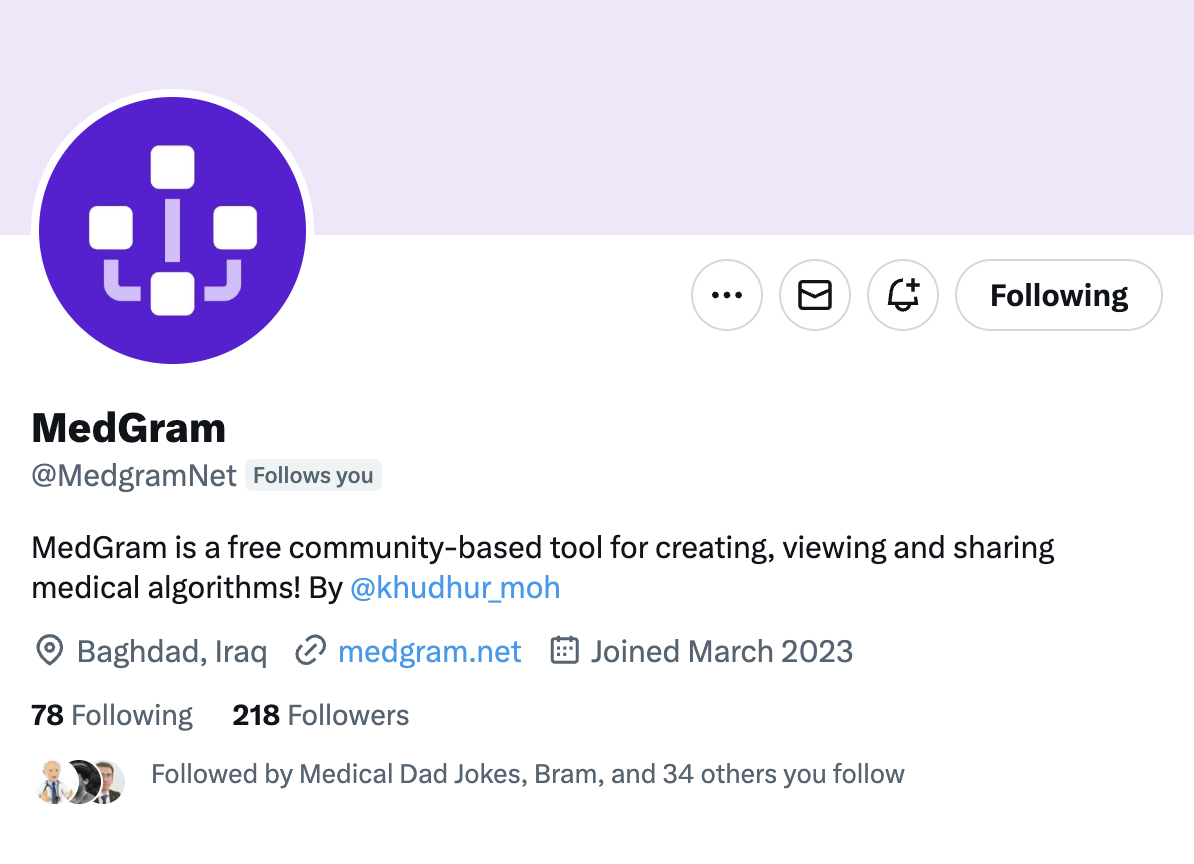 Following
MedGram
@MedgramNet Follows you
MedGram is a free community-based tool for creating, viewing and sharing
medical algorithms! By @khudhur_moh
Baghdad, Iraq medgram.net Joined March 2023
78 Following 218 Followers
Followed by Medical Dad Jokes, Bram, and 34 others you follow